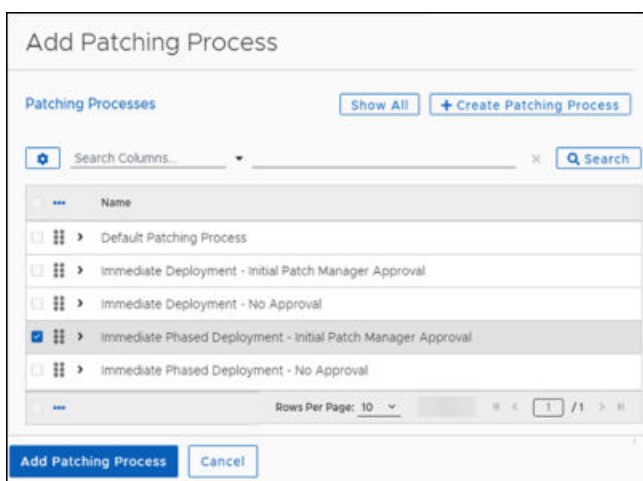 Add Patching Process
Patching Processes Show All + Create Patching Process
Search Columns... Search
Name
Default Patching Process
Immediate Deployment - Initial Patch Manager Approval
Immediate Deployment - No Approval
Immediate Phased Deployment - Initial Patch Manager Approval
Immediate Phased Deployment - No Approval
Rows Per Page: 10 1 /1
Add Patching Process Cancel